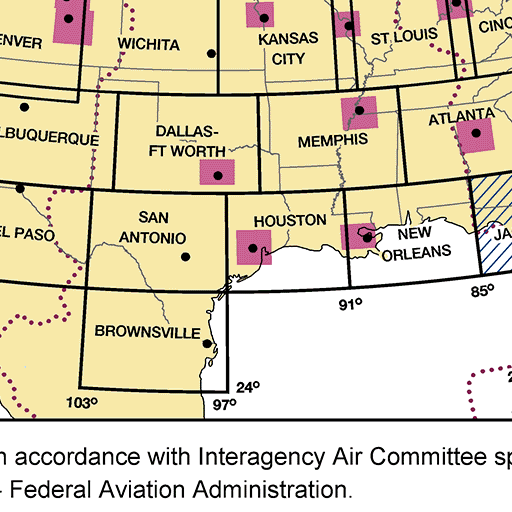 ENVER
WICHITA
KANSAS
CITY
ST LOUIS
CINC
LBUQUERQUE
DALLAS-
FT WORTH
MEMPHIS
ATLANTA
EL PASO
SAN
ANTONIO
HOUSTON
NEW
ORLEANS
JA
BROWNSVILLE
91°
85°
24°
103°
97°
2
n accordance with Interagency Air Committee sp
- Federal Aviation Administration.